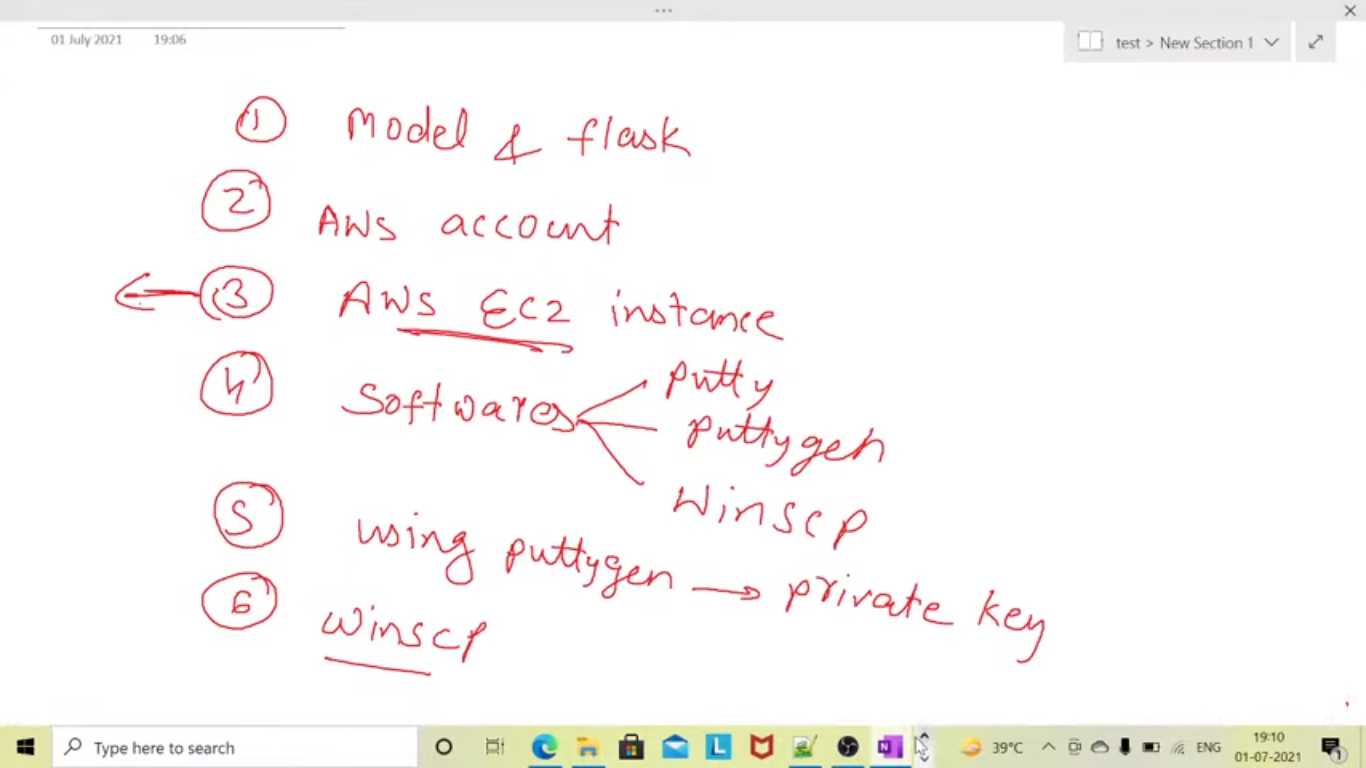 01 July 2021 19:06
test > New Section 1
1 Model & flask
2 AWS account
3 AWS EC2 instance
4 Softwares
putty
puttygen
Winscp
5 using puttygen → private key
6 Winscp
Type here to search
39°C
ENG
19:10
01-07-2021
1